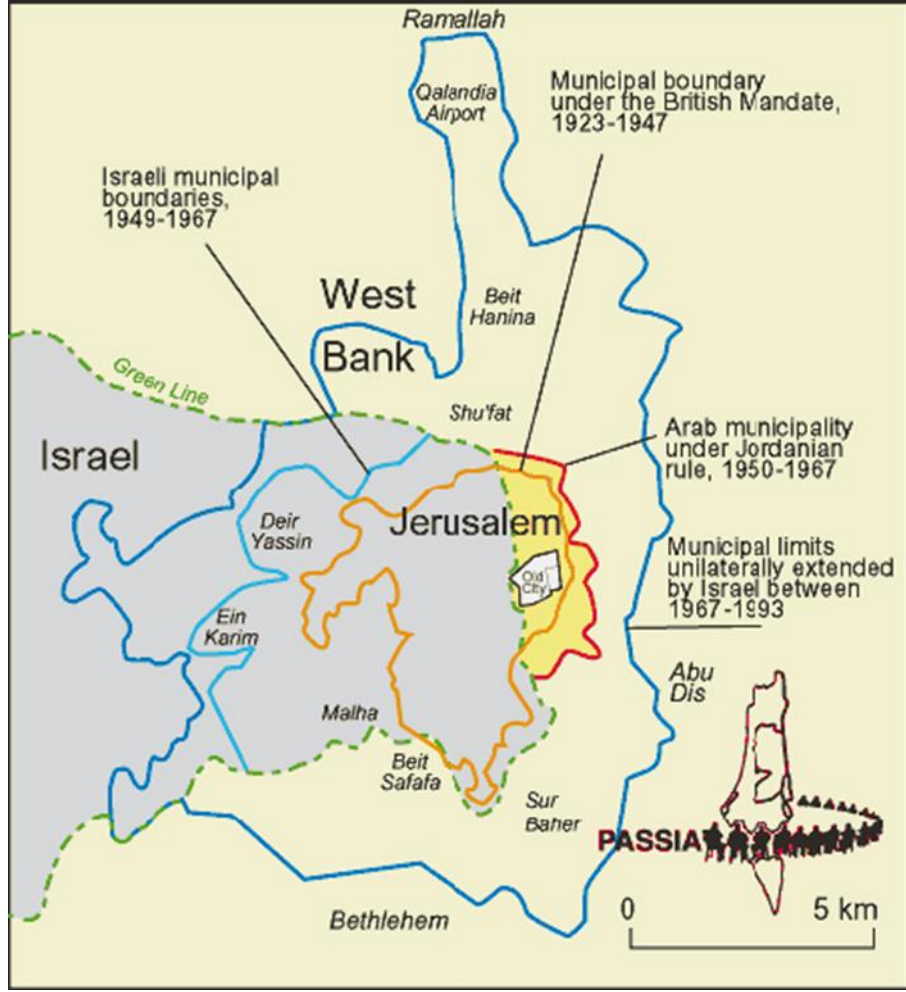 Ramallah
Qalandia
Airport
Municipal boundary
under the British Mandate,
1923-1947
Israeli municipal
boundaries,
1949-1967
West
Bank
Beit
Hanina
Green Line
Shu'fat
Israel
Arab municipality
under Jordanian
rule, 1950-1967
Deir
Yassin
Jerusalem
Old
City
Municipal limits
unilaterally extended
by Israel between
1967-1993
Ein
Karim
Abu
Dis
Malha
Beit
Safafa
Sur
Baher
PASSIA
Bethlehem
0 5 km